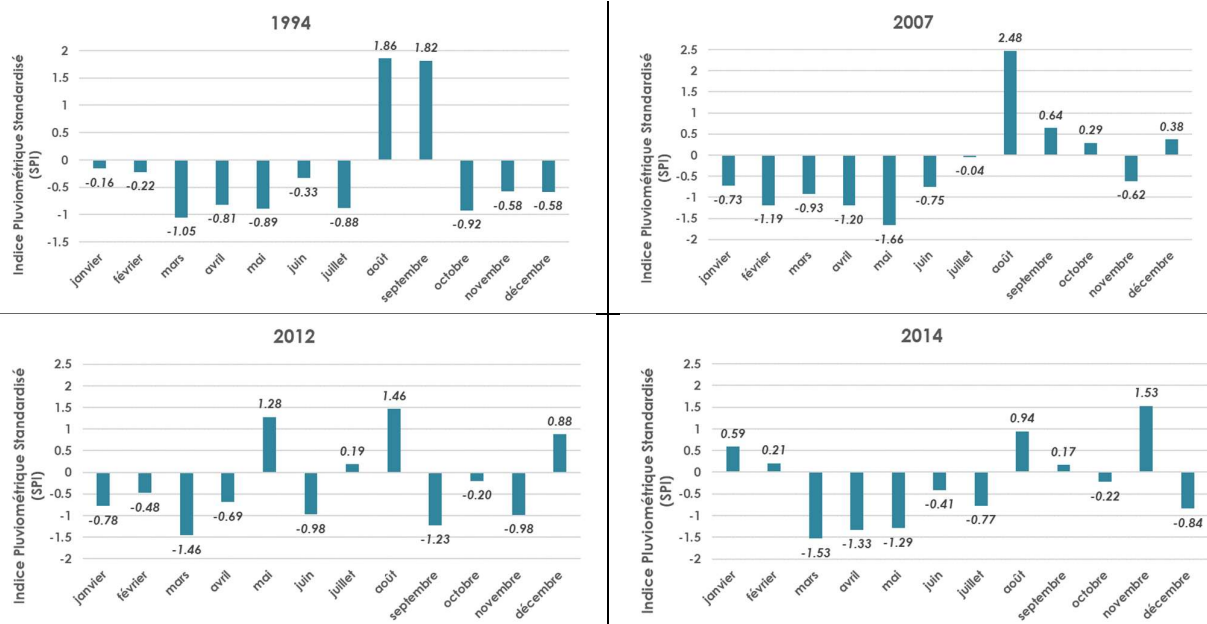 1994
Indice Pluviométrique Standardisé
(SPI)
2
1.5
1
0.5
0
-0.5
-1
-1.5
-0.16
-0.22
-1.05
-0.81
-0.89
-0.33
-0.88
1.86
1.82
-0.92
-0.58
-0.58
janvier
février
mars
avril
mai
juin
juillet
août
septembre
octobre
novembre
décembre
2007
Indice Pluviométrique Standardisé
(SPI)
2.5
2
1.5
1
0.5
0
-0.5
-1
-1.5
-2
-0.73
-1.19
-0.93
-1.20
-1.66
-0.75
-0.04
2.48
0.64
0.29
-0.62
0.38
janvier
février
mars
avril
mai
juin
juillet
août
septembre
octobre
novembre
décembre
2012
Indice Pluviométrique Standardisé
(SPI)
2.5
2
1.5
1
0.5
0
-0.5
-1
-1.5
-2
-0.78
-0.48
-1.46
-0.69
1.28
-0.98
0.19
1.46
-1.23
-0.20
-0.98
0.88
janvier
février
mars
avril
mai
juin
juillet
août
septembre
octobre
novembre
décembre
2014
Indice Pluviométrique Standardisé
(SPI)
2.5
2
1.5
1
0.5
0
-0.5
-1
-1.5
-2
0.59
0.21
-1.53
-1.33
-1.29
-0.41
-0.77
0.94
0.17
-0.22
1.53
-0.84
janvier
février
mars
avril
mai
juin
juillet
août
septembre
octobre
novembre
décembre